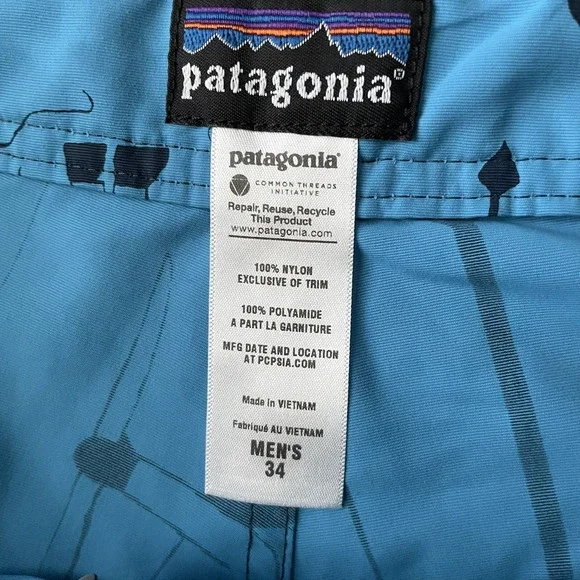 patagonia®
patagonia®
COMMON THREADS
INITIATIVE
Repair, Reuse, Recycle
This Product
www.patagonia.com
100% NYLON
EXCLUSIVE OF TRIM
100% POLYAMIDE
A PART LA GARNITURE
MFG DATE AND LOCATION
AT PCPSIA.COM
Made in VIETNAM
Fabriqué AU VIETNAM
MEN'S
34